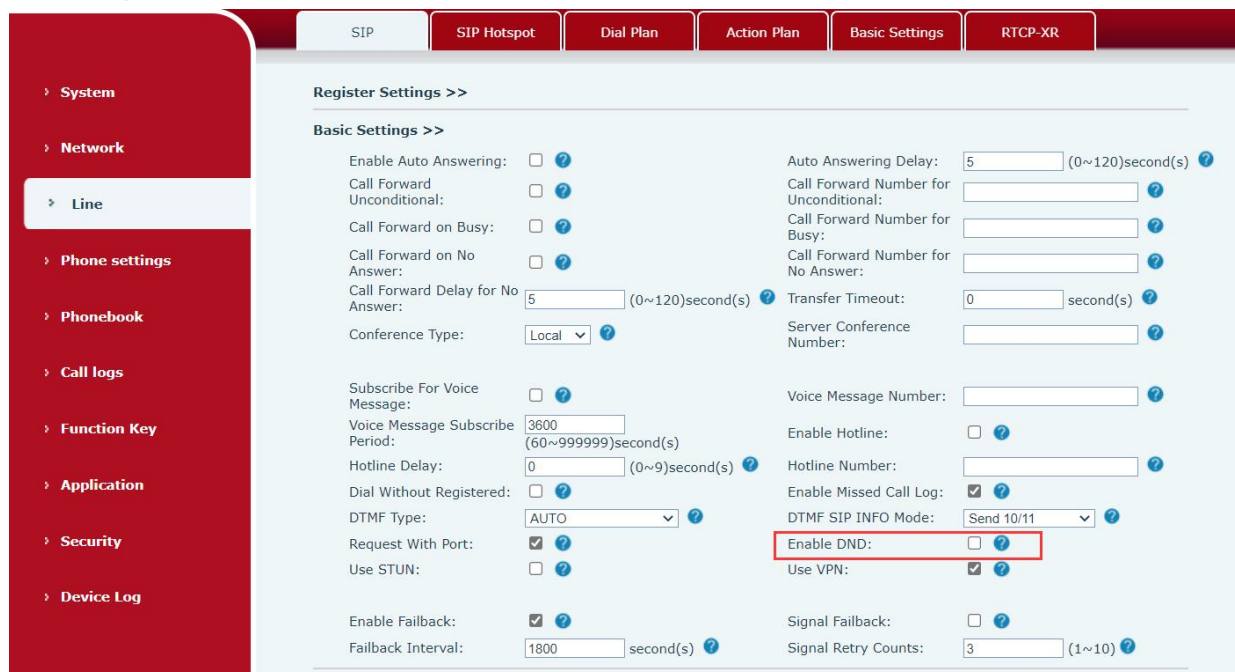 SIP
SIP Hotspot
Dial Plan
Action Plan
Basic Settings
RTCP-XR
› System
› Network
› Line
› Phone settings
› Phonebook
› Call logs
› Function Key
› Application
› Security
› Device Log
Register Settings >>
Basic Settings >>
Enable Auto Answering: ?
Auto Answering Delay: 5 (0~120)second(s) ?
Call Forward
Unconditional: ?
Call Forward Number for
Unconditional: ?
Call Forward on Busy: ?
Call Forward Number for
Busy: ?
Call Forward on No
Answer: ?
Call Forward Number for
No Answer: ?
Call Forward Delay for No
Answer: 5 (0~120)second(s) ?
Transfer Timeout: 0 second(s) ?
Conference Type: Local ?
Server Conference
Number: ?
Subscribe For Voice
Message: ?
Voice Message Number: ?
Voice Message Subscribe
Period: 3600
(60~999999)second(s)
Enable Hotline: ?
Hotline Delay: 0 (0~9)second(s) ?
Hotline Number: ?
Dial Without Registered: ?
Enable Missed Call Log: ?
DTMF Type: AUTO ?
DTMF SIP INFO Mode: Send 10/11 ?
Request With Port: ?
Enable DND: ?
Use STUN: ?
Use VPN: ?
Enable Failback: ?
Signal Failback: ?
Failback Interval: 1800 second(s) ?
Signal Retry Counts: 3 (1~10) ?